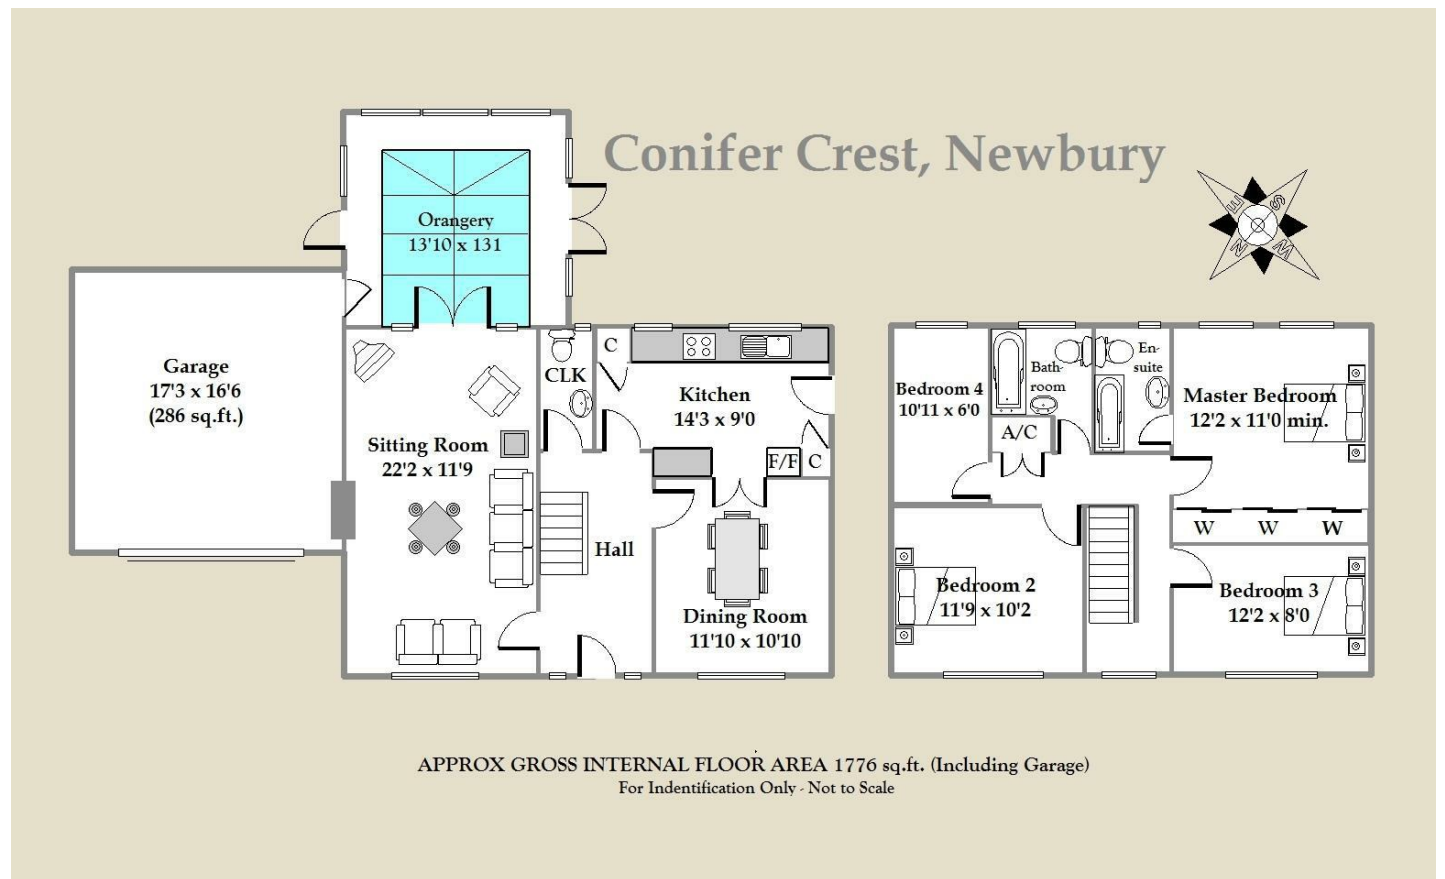 Conifer Crest, Newbury
E
S
N
W
Orangery
13'10 x 131
Garage
17'3 x 16'6
(286 sq.ft.)
Sitting Room
22'2 x 11'9
CLK
C
Kitchen
14'3 x 9'0
F/F
C
Hall
Dining Room
11'10 x 10'10
Bedroom 4
10'11 x 6'0
Bath-
room
En-
suite
A/C
Master Bedroom
12'2 x 11'0 min.
W
W
W
Bedroom 2
11'9 x 10'2
Bedroom 3
12'2 x 8'0
APPROX GROSS INTERNAL FLOOR AREA 1776 sq.ft. (Including Garage)
For Indentification Only - Not to Scale